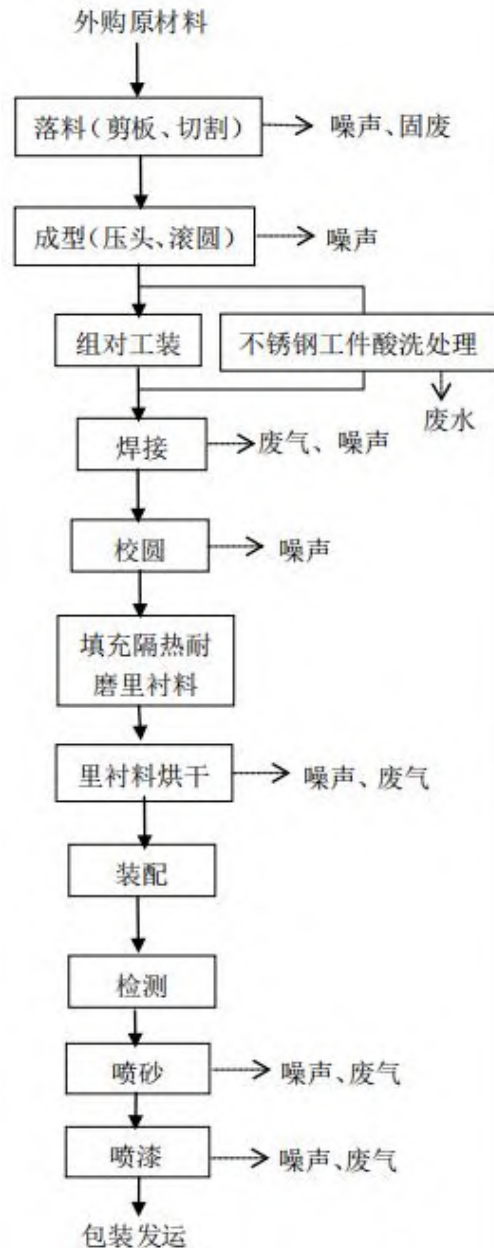 外购原材料
落料(剪板、切割)
噪声、固废
成型(压头、滚圆)
噪声
组对工装
不锈钢工件酸洗处理
废水
焊接
废气、噪声
校圆
噪声
填充隔热耐
磨里衬料
里衬料烘干
噪声、废气
装配
检测
喷砂
噪声、废气
喷漆
噪声、废气
包装发运